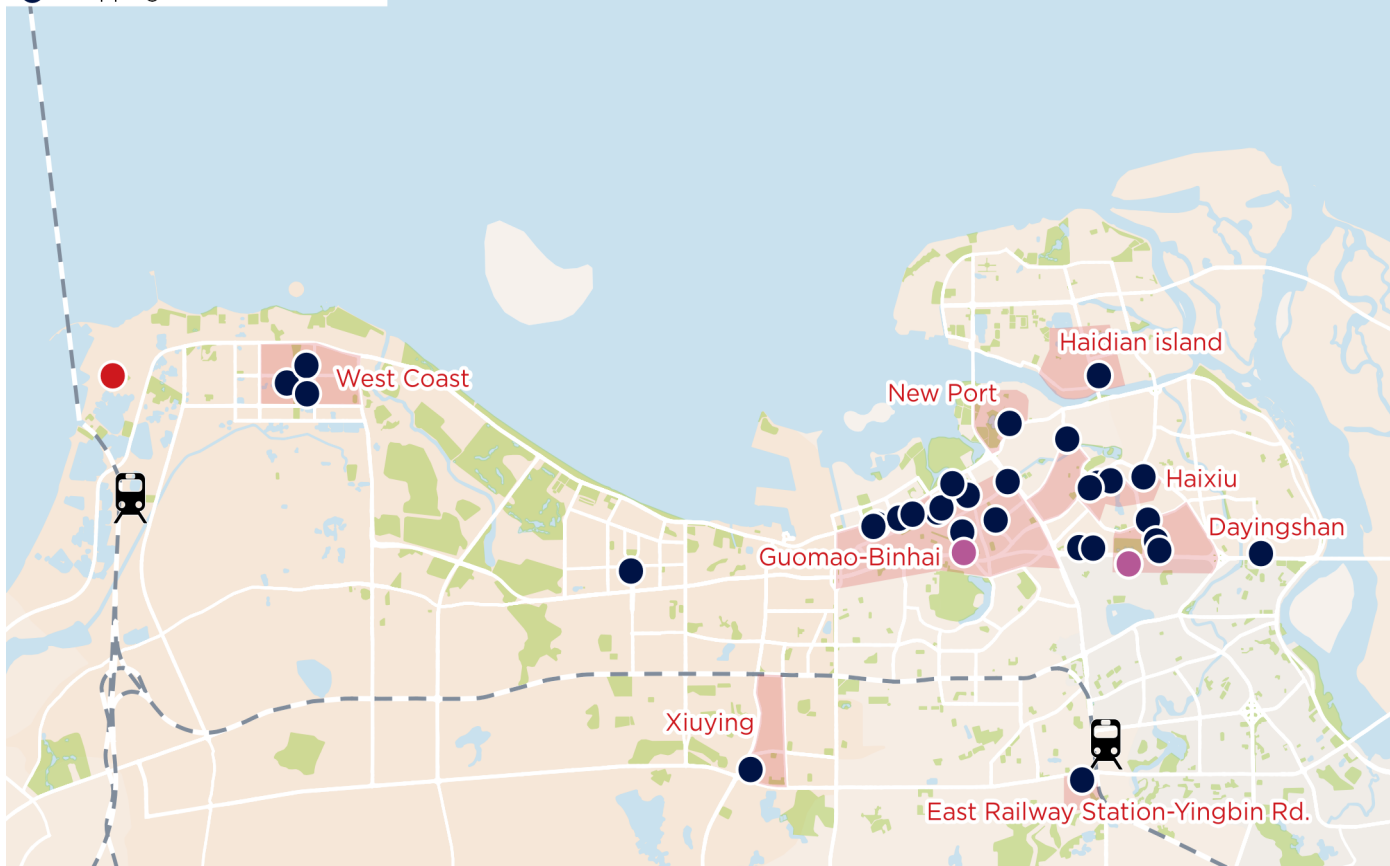 Haidian island
West Coast
New Port
Haixiu
Dayingshan
Guomao-Binhai
Xiuying
East Railway Station-Yingbin Rd.